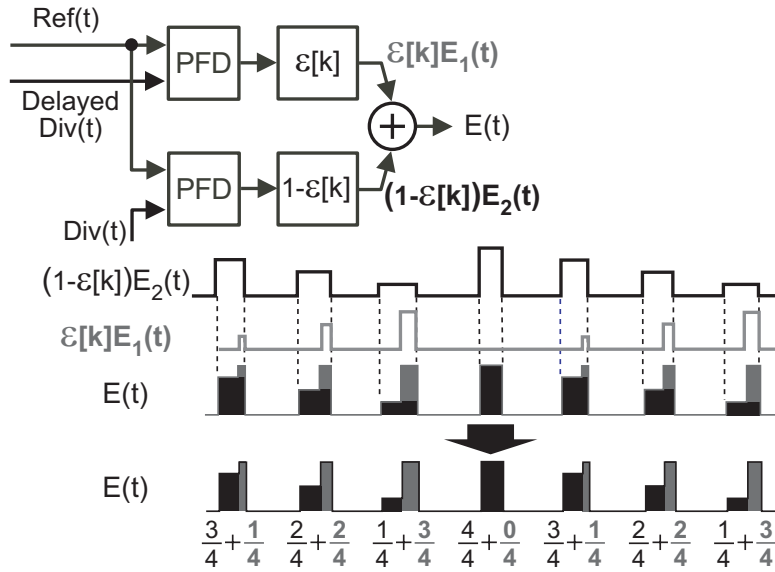 Ref(t)
PFD
ε[k]
ε[k]E₁(t)
Delayed
Div(t)
+
E(t)
PFD
1-ε[k]
(1-ε[k])E₂(t)
Div(t)
(1-ε[k])E₂(t)
ε[k]E₁(t)
E(t)
E(t)
3/4 + 1/4 2/4 + 2/4 1/4 + 3/4 4/4 + 0/4 3/4 + 1/4 2/4 + 2/4 1/4 + 3/4